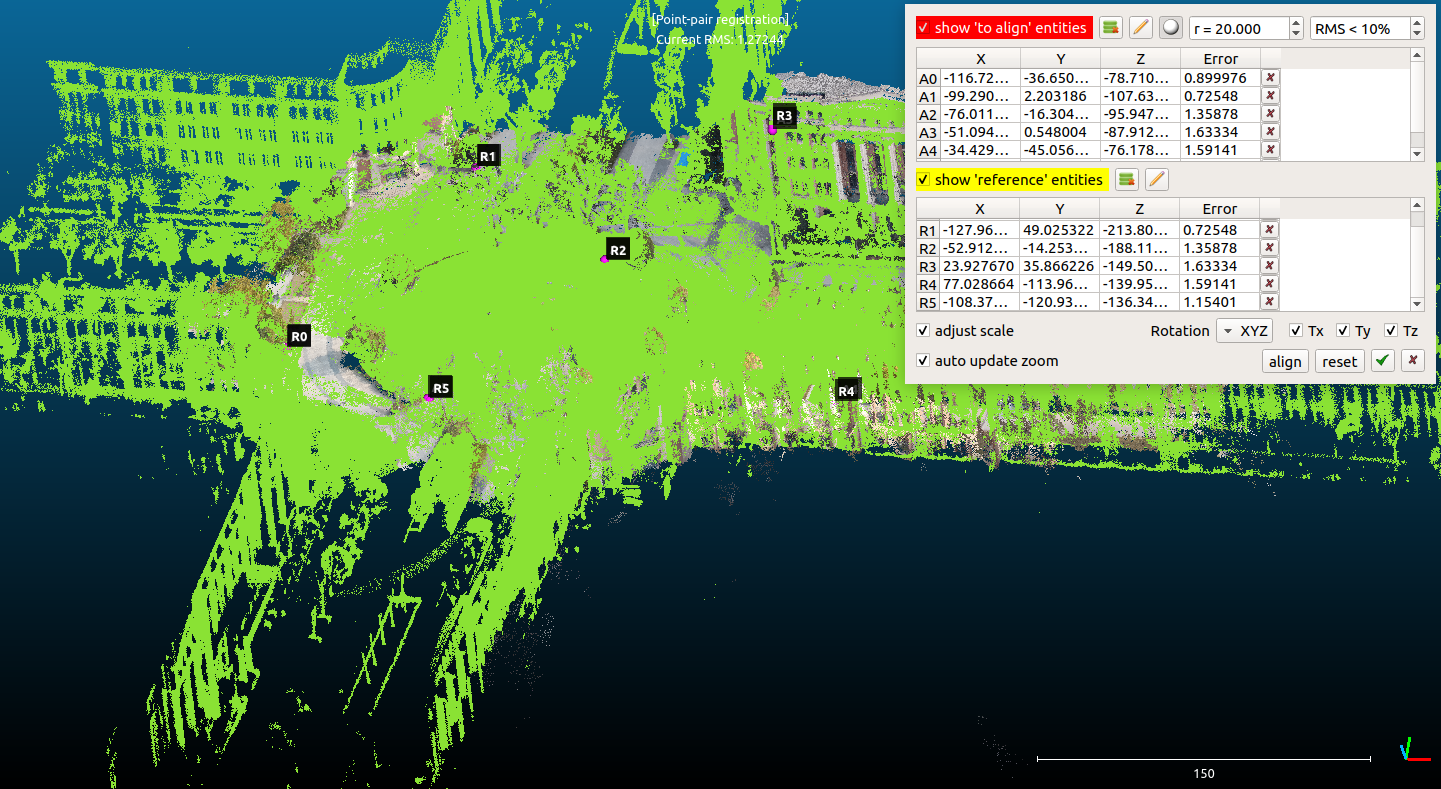 [Point-pair registration]
Current RMS: 1.27244
show 'to align' entities
r = 20.000
RMS < 10%
X Y Z Error
A0 -116.72... -36.650... -78.710... 0.899976
A1 -99.290... 2.203186 -107.63... 0.72548
A2 -76.011... -16.304... -95.947... 1.35878
A3 -51.094... 0.548004 -87.912... 1.63334
A4 -34.429... -45.056... -76.178... 1.59141
show 'reference' entities
X Y Z Error
R1 -127.96... 49.025322 -213.80... 0.72548
R2 -52.912... -14.253... -188.11... 1.35878
R3 23.927670 35.866226 -149.50... 1.63334
R4 77.028664 -113.96... -139.95... 1.59141
R5 -108.37... -120.93... -136.34... 1.15401
adjust scale
Rotation XYZ Tx Ty Tz
auto update zoom
align reset
R3
R1
R2
R0
R5
R4
150